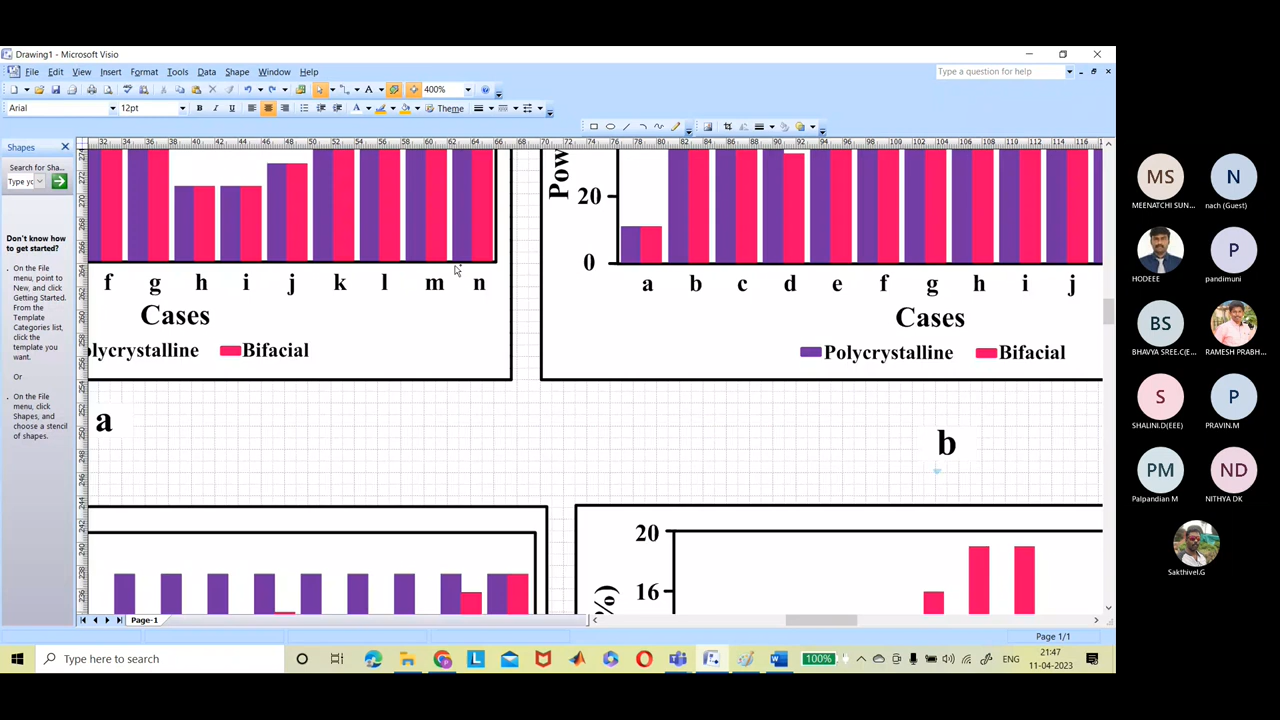 Drawing1 - Microsoft Visio
File Edit View Insert Format Tools Data Shape Window Help
Type a question for help
400%
Arial 12pt B I U Theme
Shapes
Search for Sha...
Don't know how
to get started?
On the File
menu, point to
New, and click
Getting Started.
From the
Template
Categories list,
click the
template you
want.
Or
On the File
menu, click
Shapes, and
choose a stencil
of shapes.
f g h i j k l m n
Cases
lycrystalline Bifacial
a
Pow
20
0
a b c d e f g h i j
Cases
Polycrystalline Bifacial
b
20
16
%)
Page-1
Page 1/1
Type here to search
100%
ENG
21:47
11-04-2023
MS
MEENATCHI SUN...
N
nach (Guest)
HODEEE
P
pandimuni
BS
BHAVYA SREE.C(E...
RAMESH PRABH...
S
SHALINI.D(EEE)
P
PRAVIN.M
PM
Palpandian M
ND
NITHYA DK
Sakthivel.G